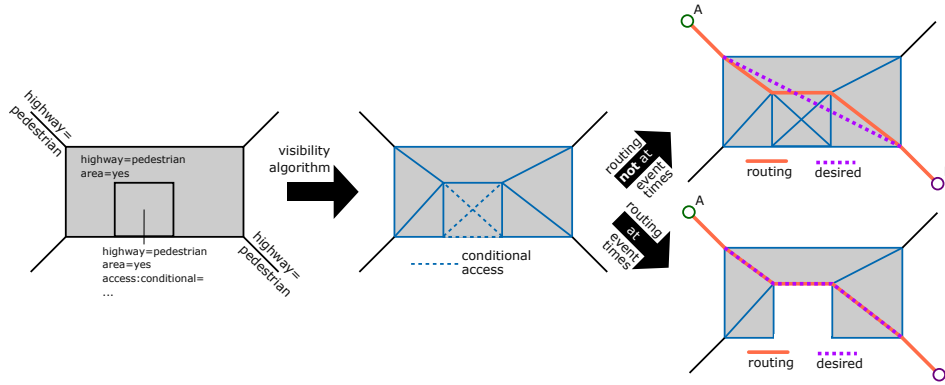 highway=
pedestrian
highway=pedestrian
area=yes
highway=pedestrian
area=yes
access:conditional=
...
highway=
pedestrian
visibility
algorithm
conditional
access
routing
not at
event
times
routing
at
event
times
A
routing
desired
A
routing
desired